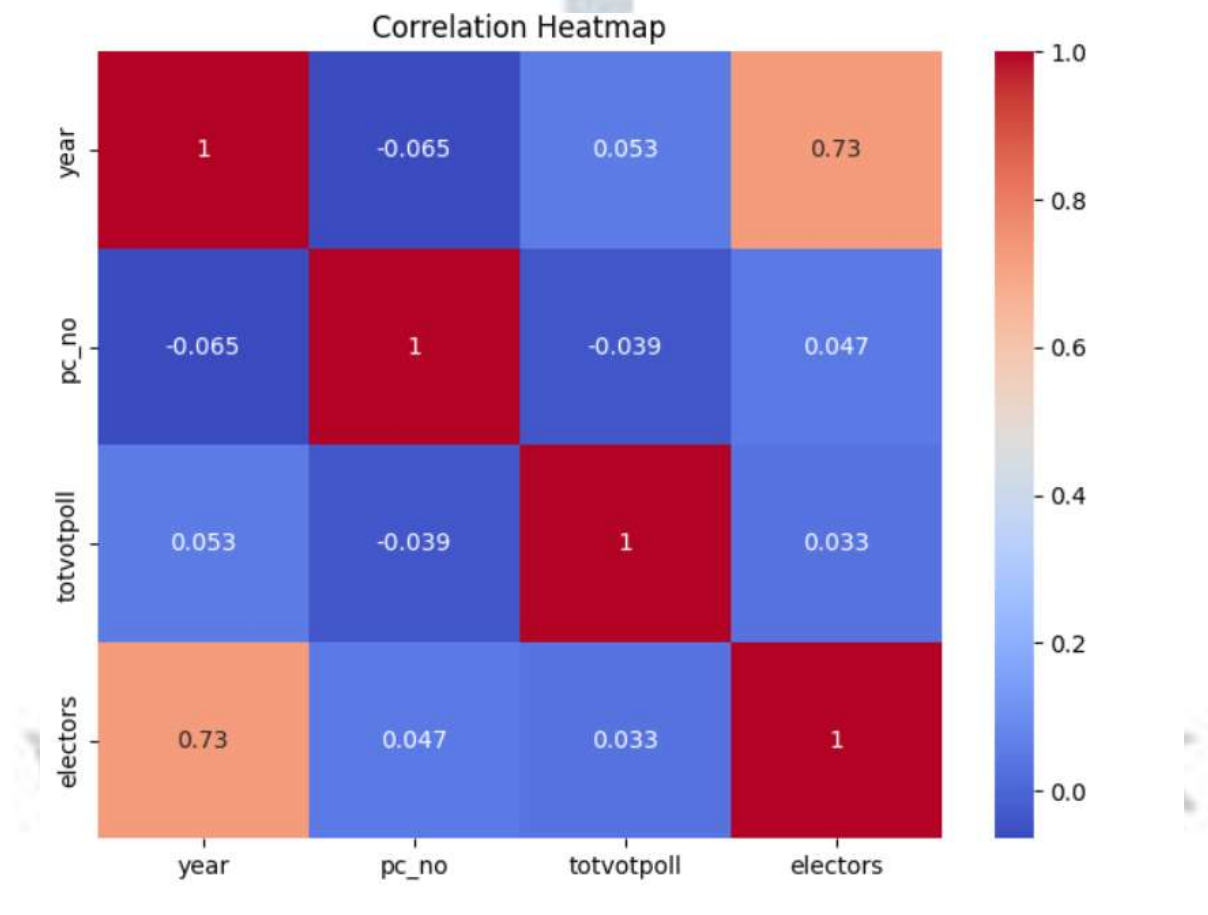 Correlation Heatmap
year 1 -0.065 0.053 0.73
pc_no -0.065 1 -0.039 0.047
totvotpoll 0.053 -0.039 1 0.033
electors 0.73 0.047 0.033 1
year pc_no totvotpoll electors
1.0
0.8
0.6
0.4
0.2
0.0